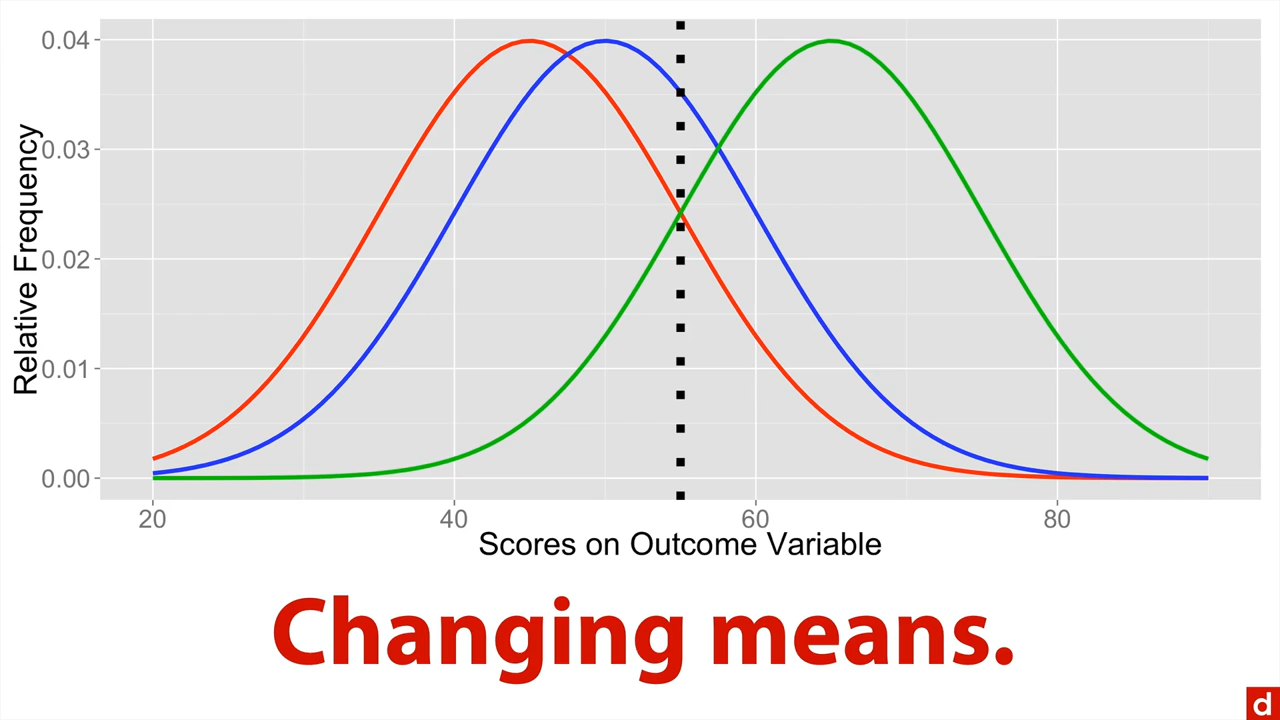 0.04
0.03
0.02
0.01
0.00
Relative Frequency
20 40 60 80
Scores on Outcome Variable
Changing means.
d